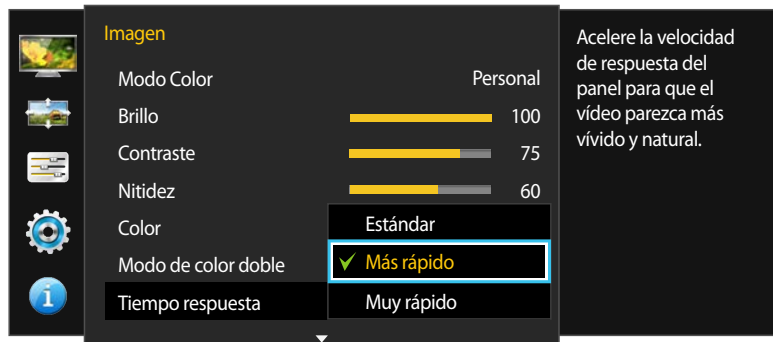 Imagen
Modo Color Personal
Brillo 100
Contraste 75
Nitidez 60
Color
Modo de color doble
Tiempo respuesta
Estándar
Más rápido
Muy rápido
Acelere la velocidad
de respuesta del
panel para que el
vídeo parezca más
vívido y natural.